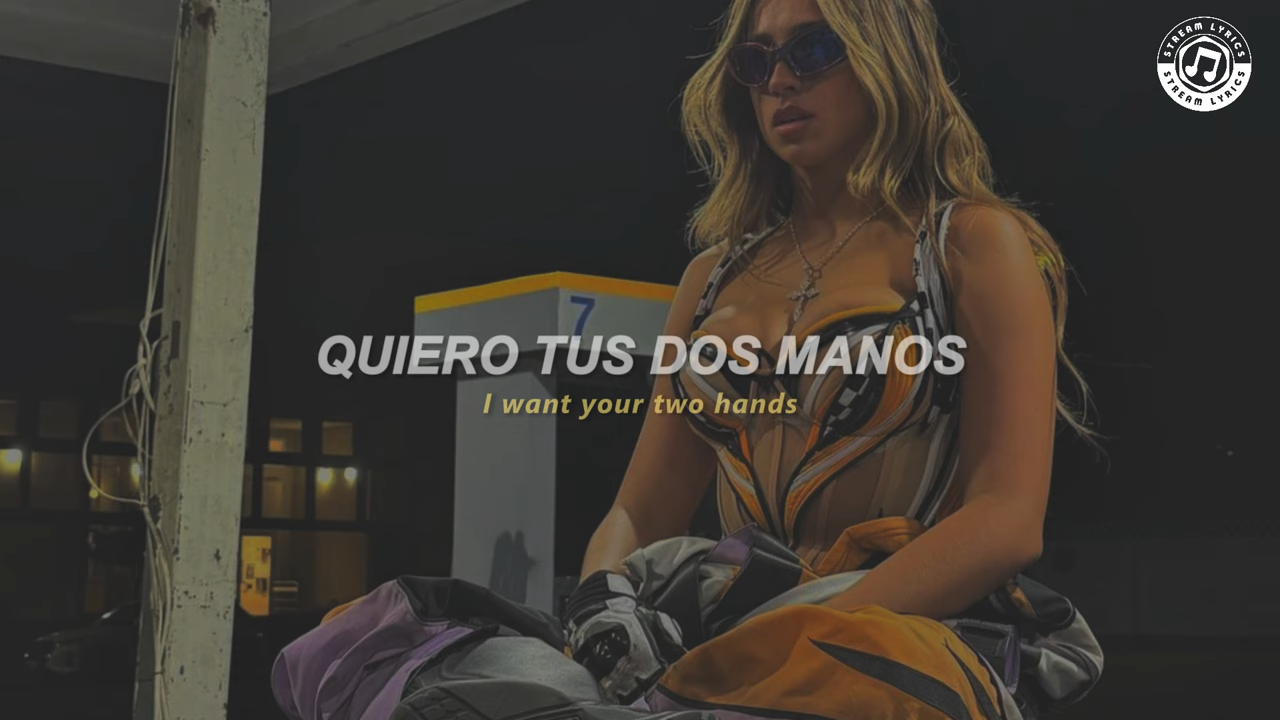 STREAM LYRICS
STREAM LYRICS
7
QUIERO TUS DOS MANOS
I want your two hands